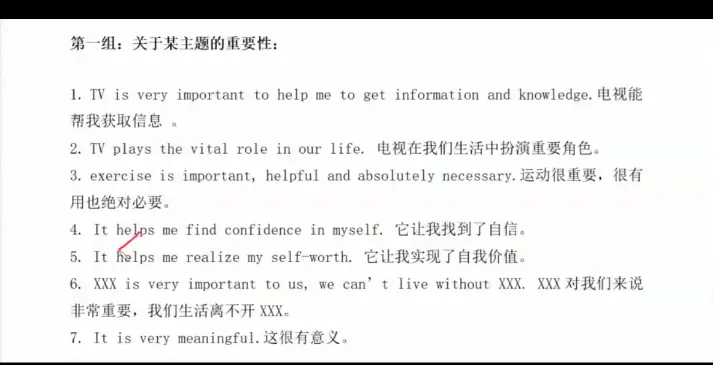 第一组：关于某主题的重要性：
1. TV is very important to help me to get information and knowledge.电视能
帮我获取信息 。
2. TV plays the vital role in our life. 电视在我们生活中扮演重要角色。
3. exercise is important, helpful and absolutely necessary.运动很重要，很有
用也绝对必要。
4. It helps me find confidence in myself. 它让我找到了自信。
5. It helps me realize my self-worth. 它让我实现了自我价值。
6. XXX is very important to us, we can’t live without XXX. XXX 对我们来说
非常重要，我们生活离不开 XXX。
7. It is very meaningful.这很有意义。